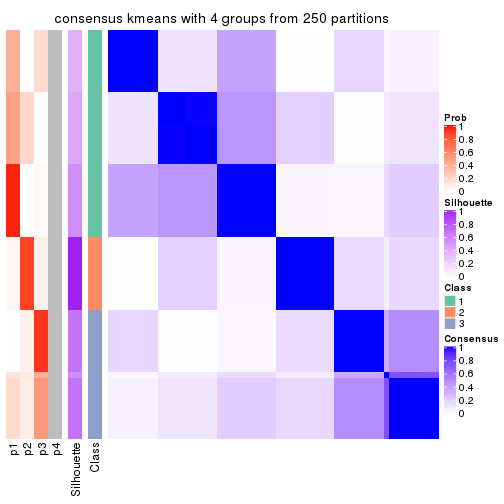 consensus kmeans with 4 groups from 250 partitions
Prob
1
0.8
0.6
0.4
0.2
0
Silhouette
1
0.8
0.6
0.4
0.2
0
Class
1
2
3
Consensus
1
0.8
0.6
0.4
0.2
0
p1
p2
p3
p4
Silhouette
Class